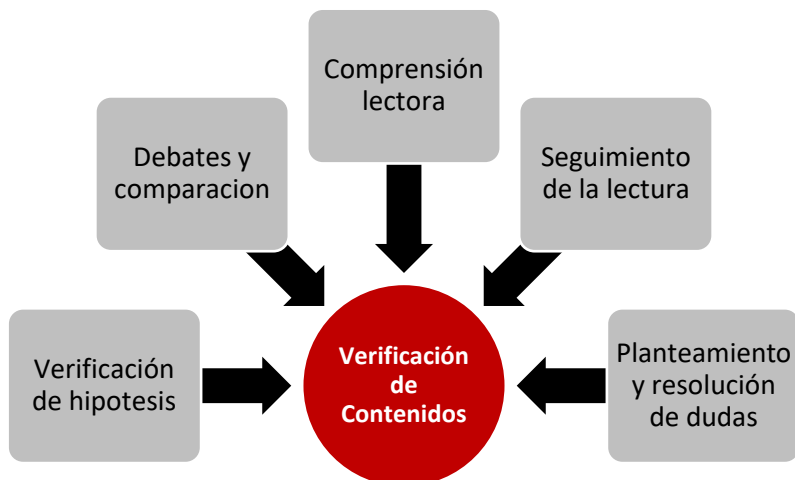 Comprensión
lectora
Debates y
comparacion
Seguimiento
de la lectura
Verificación
de hipotesis
Verificación
de
Contenidos
Planteamiento
y resolución
de dudas